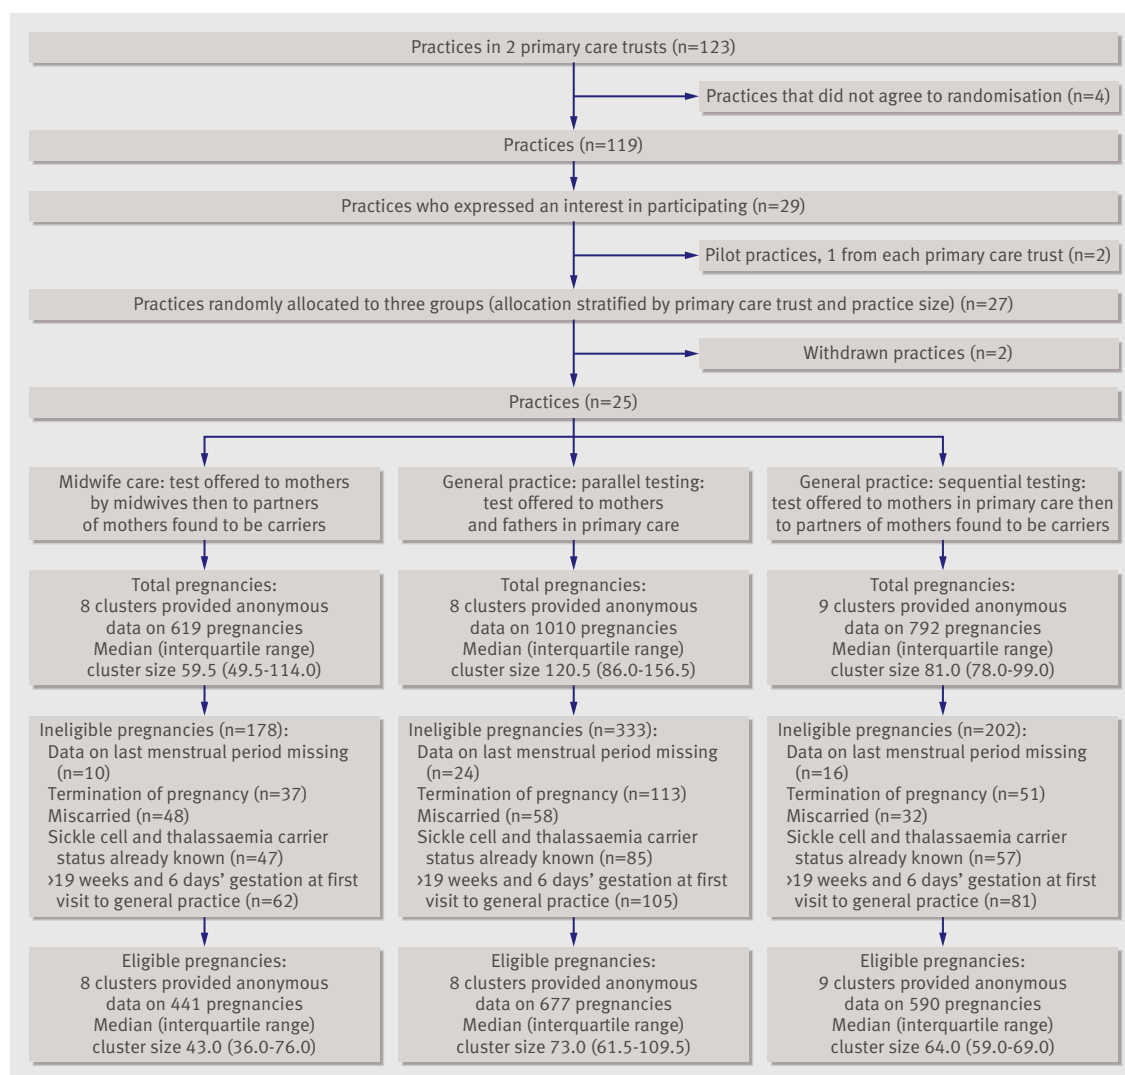 Practices in 2 primary care trusts (n=123)
Practices that did not agree to randomisation (n=4)
Practices (n=119)
Practices who expressed an interest in participating (n=29)
Pilot practices, 1 from each primary care trust (n=2)
Practices randomly allocated to three groups (allocation stratified by primary care trust and practice size) (n=27)
Withdrawn practices (n=2)
Practices (n=25)
Midwife care: test offered to mothers
by midwives then to partners
of mothers found to be carriers
General practice: parallel testing:
test offered to mothers
and fathers in primary care
General practice: sequential testing:
test offered to mothers in primary care then
to partners of mothers found to be carriers
Total pregnancies:
8 clusters provided anonymous
data on 619 pregnancies
Median (interquartile range)
cluster size 59.5 (49.5-114.0)
Total pregnancies:
8 clusters provided anonymous
data on 1010 pregnancies
Median (interquartile range)
cluster size 120.5 (86.0-156.5)
Total pregnancies:
9 clusters provided anonymous
data on 792 pregnancies
Median (interquartile range)
cluster size 81.0 (78.0-99.0)
Ineligible pregnancies (n=178):
Data on last menstrual period missing
(n=10)
Termination of pregnancy (n=37)
Miscarried (n=48)
Sickle cell and thalassaemia carrier
status already known (n=47)
>19 weeks and 6 days' gestation at first
visit to general practice (n=62)
Ineligible pregnancies (n=333):
Data on last menstrual period missing
(n=24)
Termination of pregnancy (n=113)
Miscarried (n=58)
Sickle cell and thalassaemia carrier
status already known (n=85)
>19 weeks and 6 days' gestation at first
visit to general practice (n=105)
Ineligible pregnancies (n=202):
Data on last menstrual period missing
(n=16)
Termination of pregnancy (n=51)
Miscarried (n=32)
Sickle cell and thalassaemia carrier
status already known (n=57)
>19 weeks and 6 days' gestation at first
visit to general practice (n=81)
Eligible pregnancies:
8 clusters provided anonymous
data on 441 pregnancies
Median (interquartile range)
cluster size 43.0 (36.0-76.0)
Eligible pregnancies:
8 clusters provided anonymous
data on 677 pregnancies
Median (interquartile range)
cluster size 73.0 (61.5-109.5)
Eligible pregnancies:
9 clusters provided anonymous
data on 590 pregnancies
Median (interquartile range)
cluster size 64.0 (59.0-69.0)